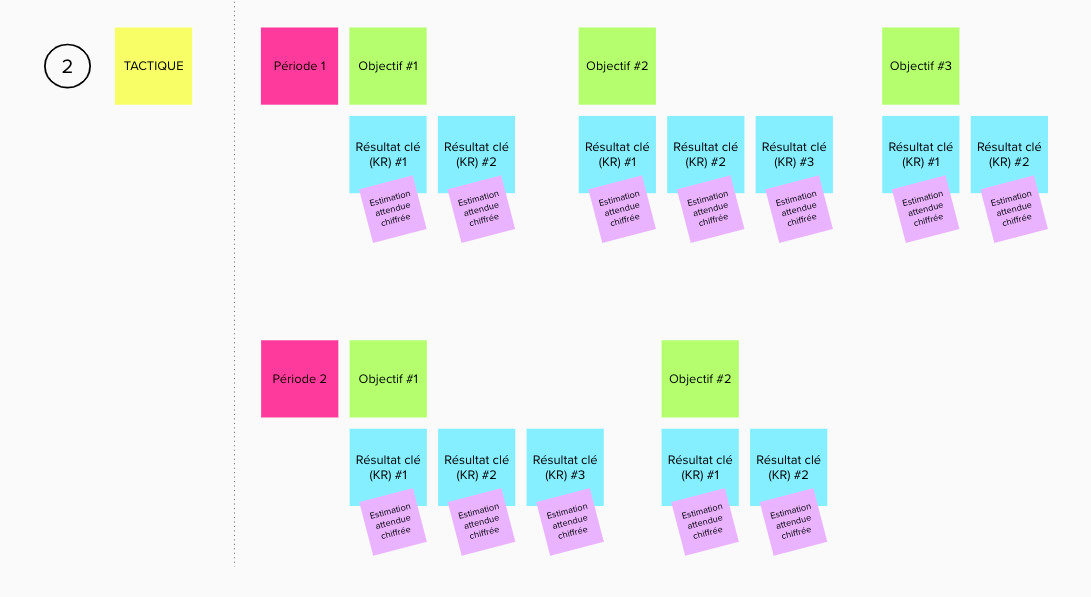 2
TACTIQUE
Période 1
Objectif #1
Objectif #2
Objectif #3
Résultat clé
(KR) #1
Résultat clé
(KR) #2
Résultat clé
(KR) #1
Résultat clé
(KR) #2
Résultat clé
(KR) #3
Résultat clé
(KR) #1
Résultat clé
(KR) #2
Estimation
attendue
chiffrée
Estimation
attendue
chiffrée
Estimation
attendue
chiffrée
Estimation
attendue
chiffrée
Estimation
attendue
chiffrée
Estimation
attendue
chiffrée
Estimation
attendue
chiffrée
Période 2
Objectif #1
Objectif #2
Résultat clé
(KR) #1
Résultat clé
(KR) #2
Résultat clé
(KR) #3
Résultat clé
(KR) #1
Résultat clé
(KR) #2
Estimation
attendue
chiffrée
Estimation
attendue
chiffrée
Estimation
attendue
chiffrée
Estimation
attendue
chiffrée
Estimation
attendue
chiffrée